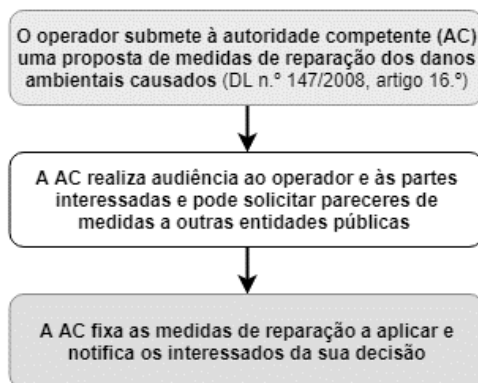 O operador submete à autoridade competente (AC)
uma proposta de medidas de reparação dos danos
ambientais causados (DL n.º 147/2008, artigo 16.º)
A AC realiza audiência ao operador e às partes
interessadas e pode solicitar pareceres de
medidas a outras entidades públicas
A AC fixa as medidas de reparação a aplicar e
notifica os interessados da sua decisão